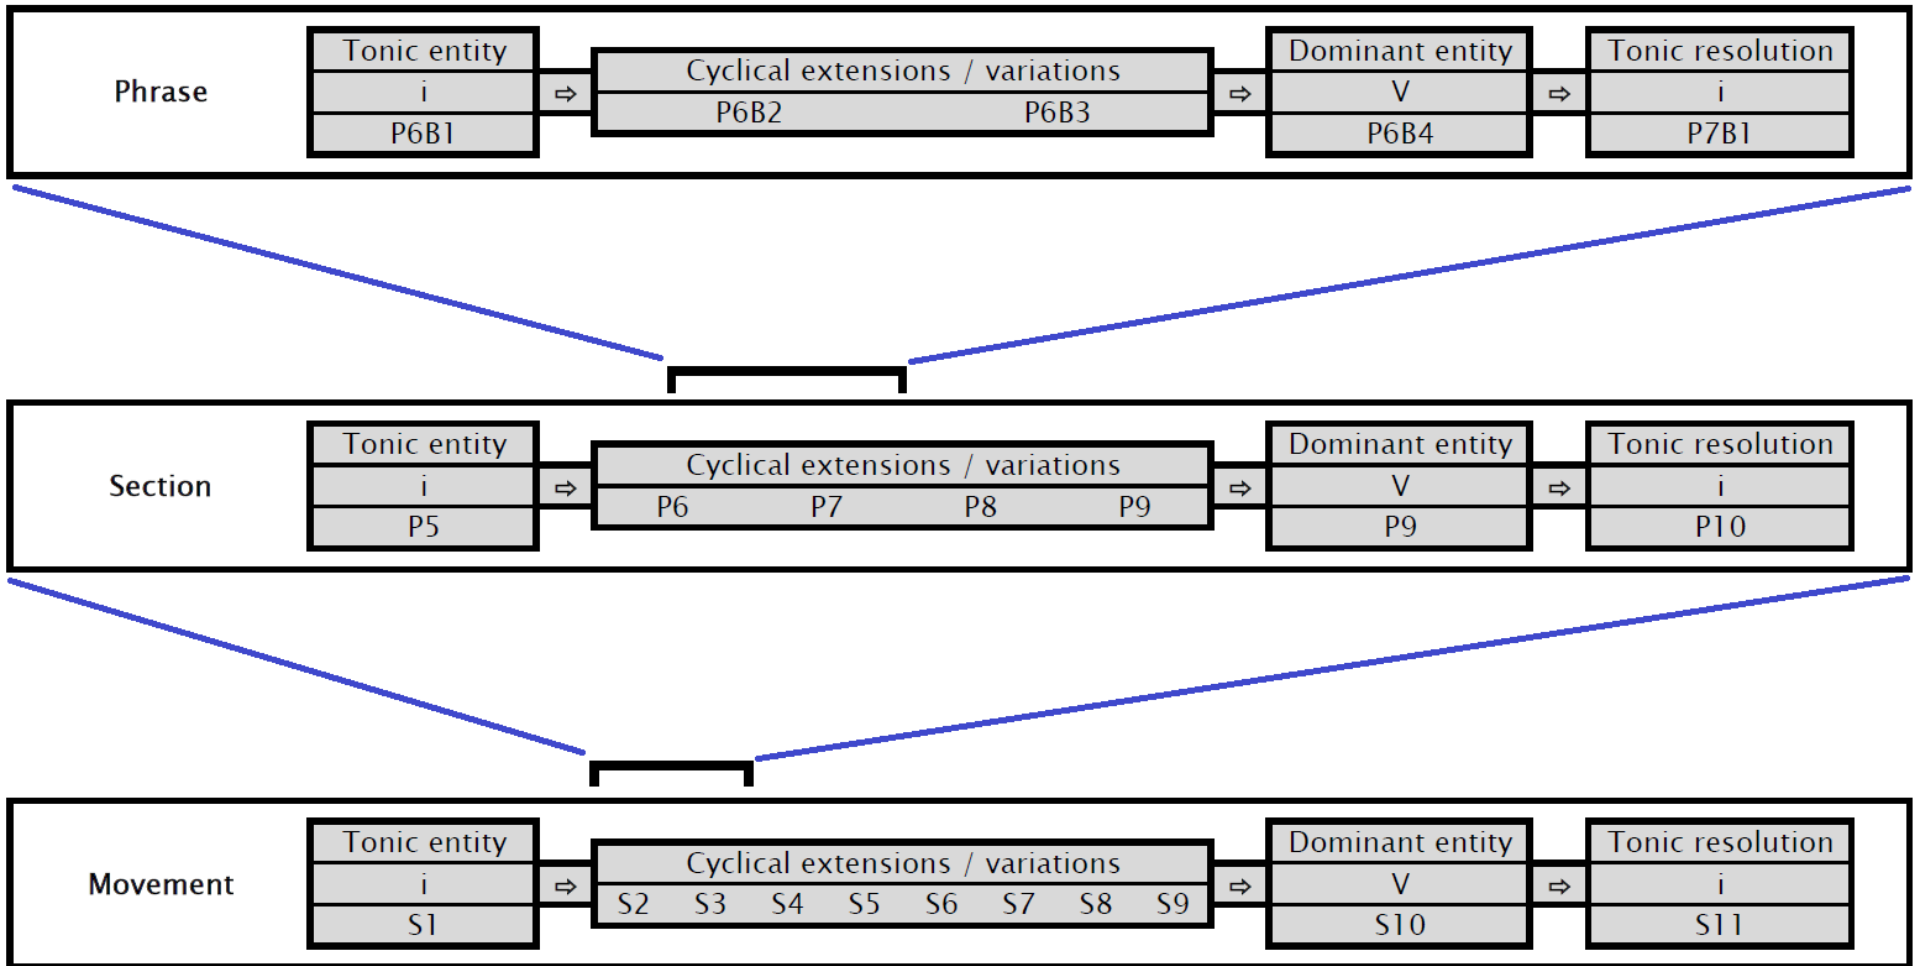 Phrase
Tonic entity
i
P6B1
⇨
Cyclical extensions / variations
P6B2 P6B3
⇨
Dominant entity
V
P6B4
⇨
Tonic resolution
i
P7B1
Section
Tonic entity
i
P5
⇨
Cyclical extensions / variations
P6 P7 P8 P9
⇨
Dominant entity
V
P9
⇨
Tonic resolution
i
P10
Movement
Tonic entity
i
S1
⇨
Cyclical extensions / variations
S2 S3 S4 S5 S6 S7 S8 S9
⇨
Dominant entity
V
S10
⇨
Tonic resolution
i
S11